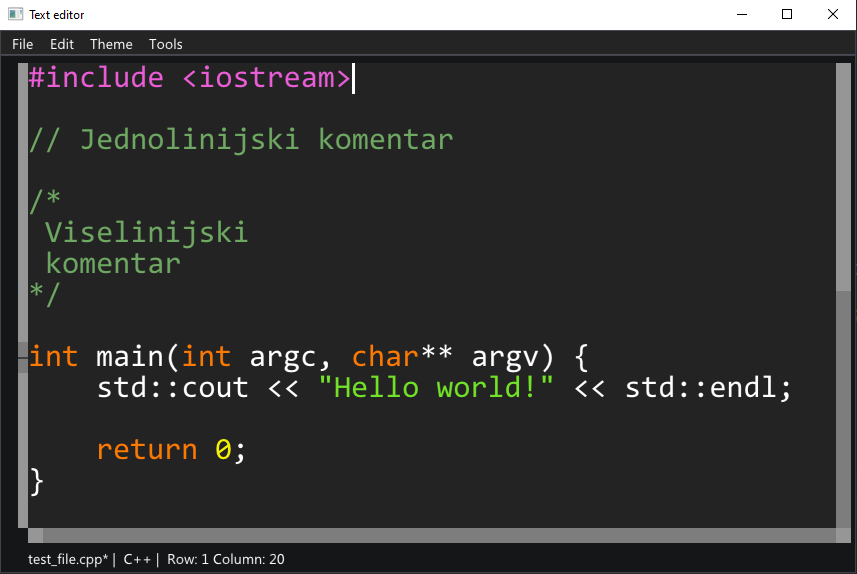 Text editor
File Edit Theme Tools
#include <iostream>
// Jednolinijski komentar
/*
 Viselinijski
 komentar
*/
int main(int argc, char** argv) {
    std::cout << "Hello world!" << std::endl;
    return 0;
}
test_file.cpp* | C++ | Row: 1 Column: 20